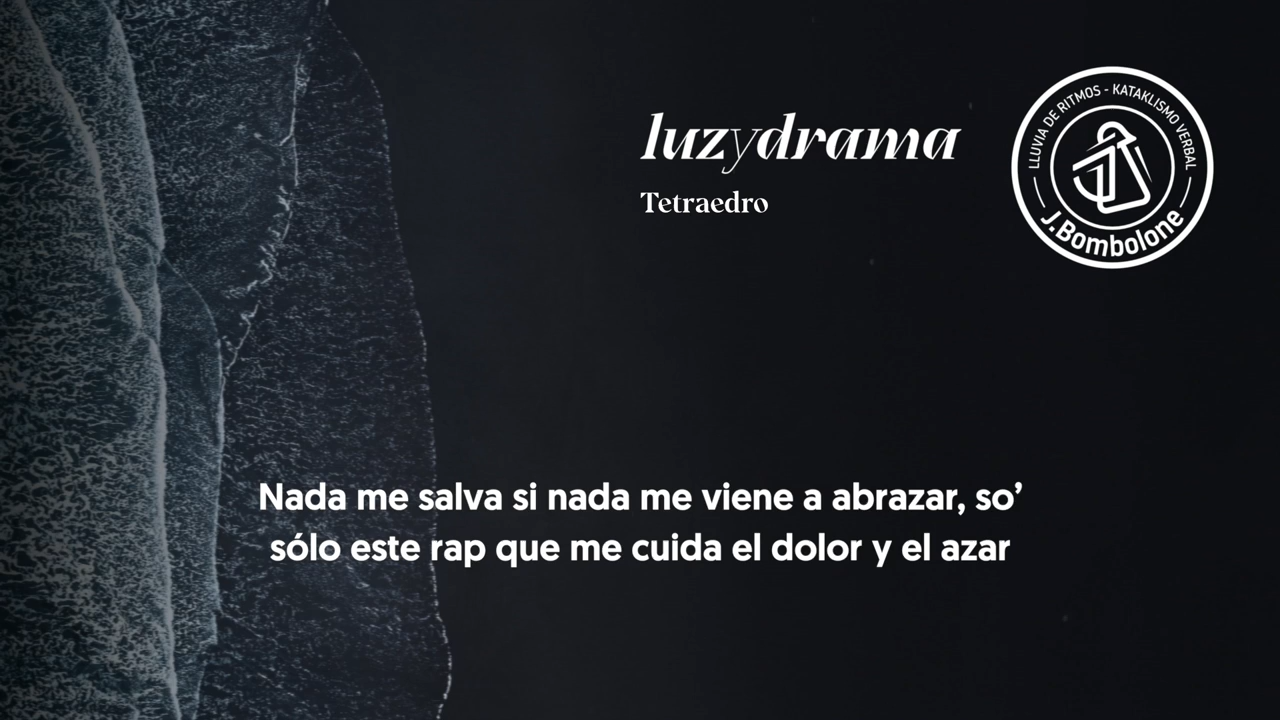 luzydrama
Tetraedro
LLUVIA DE RITMOS - KATAKLISMO VERBAL
J.Bombolone
Nada me salva si nada me viene a abrazar, so’
sólo este rap que me cuida el dolor y el azar